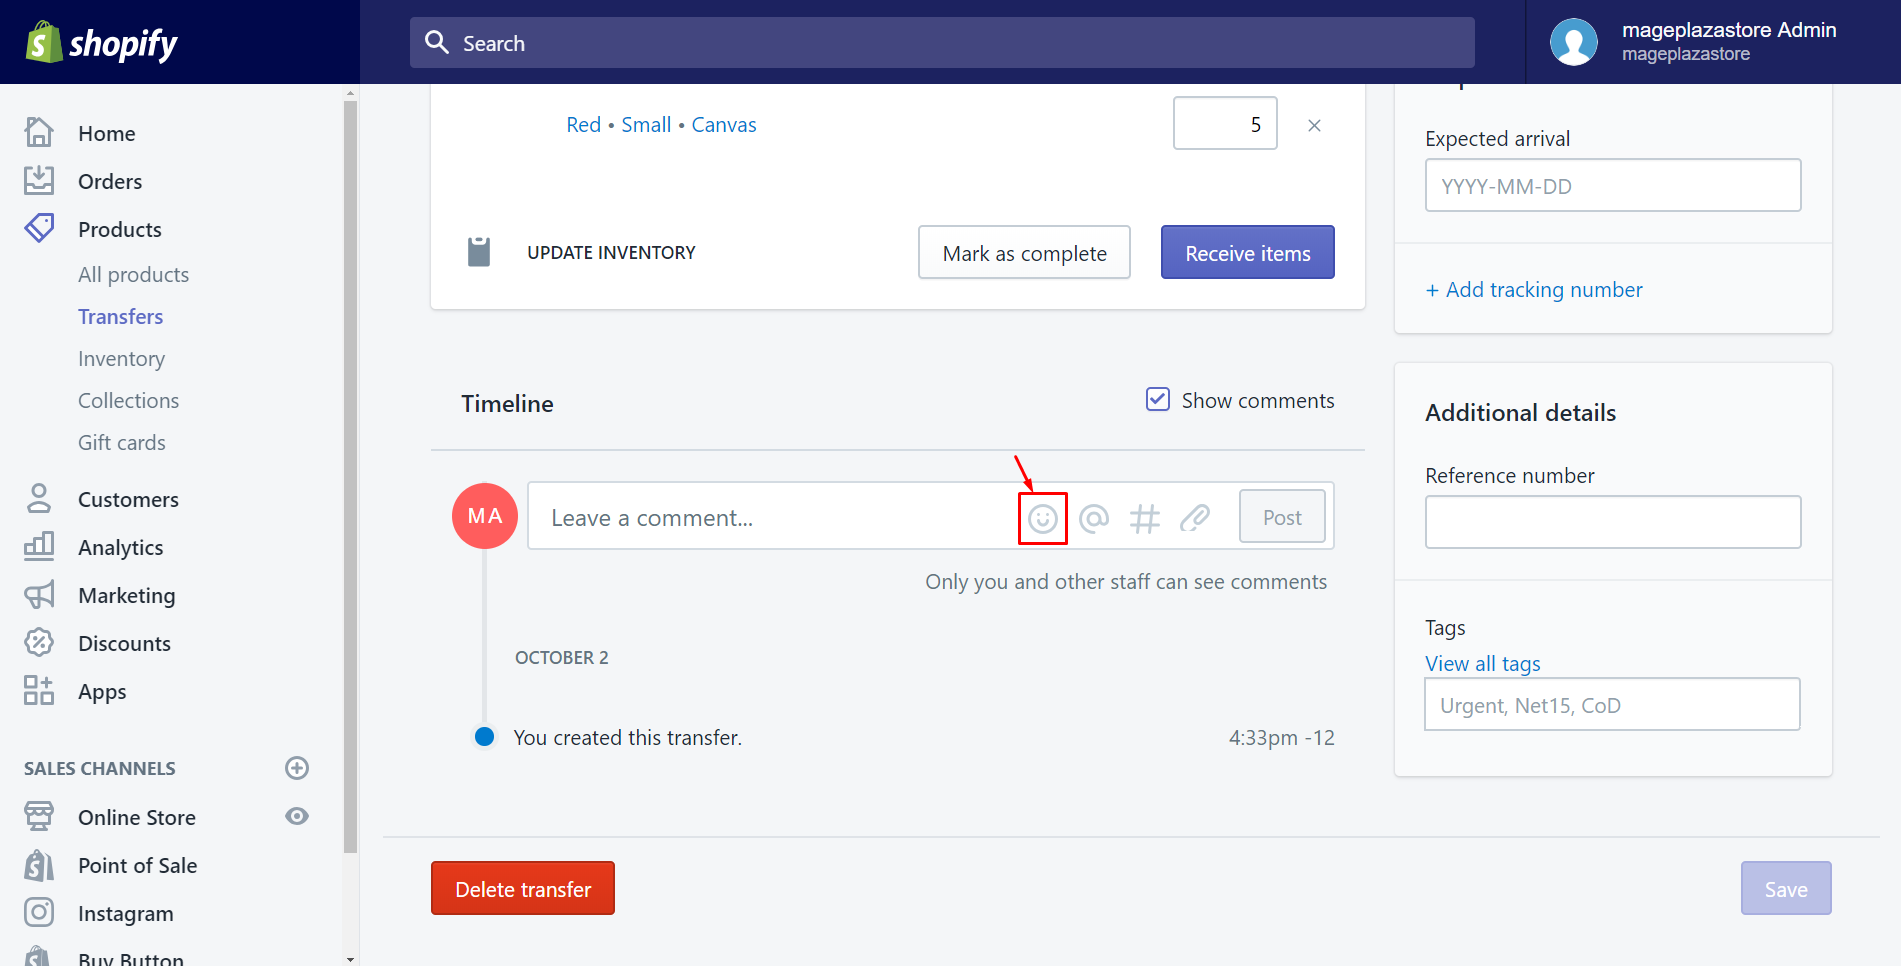 shopify
Search
mageplazastore Admin
mageplazastore
Home
Orders
Products
All products
Transfers
Inventory
Collections
Gift cards
Customers
Analytics
Marketing
Discounts
Apps
SALES CHANNELS
Online Store
Point of Sale
Instagram
Buy Button
Red • Small • Canvas
5
×
UPDATE INVENTORY
Mark as complete
Receive items
Timeline
Show comments
MA
Leave a comment...
@ #
Post
Only you and other staff can see comments
OCTOBER 2
You created this transfer.
4:33pm -12
Delete transfer
Expected arrival
YYYY-MM-DD
+ Add tracking number
Additional details
Reference number
Tags
View all tags
Urgent, Net15, CoD
Save